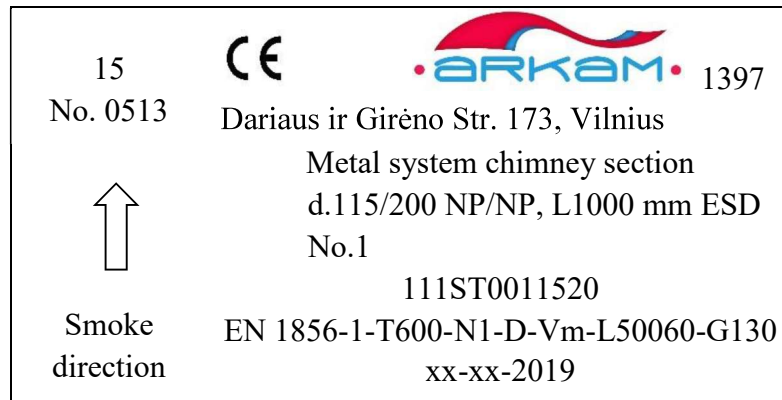 15
No. 0513
Smoke
direction
CE
ARKAM
1397
Dariaus ir Girėno Str. 173, Vilnius
Metal system chimney section
d.115/200 NP/NP, L1000 mm ESD
No.1
111ST0011520
EN 1856-1-T600-N1-D-Vm-L50060-G130
xx-xx-2019